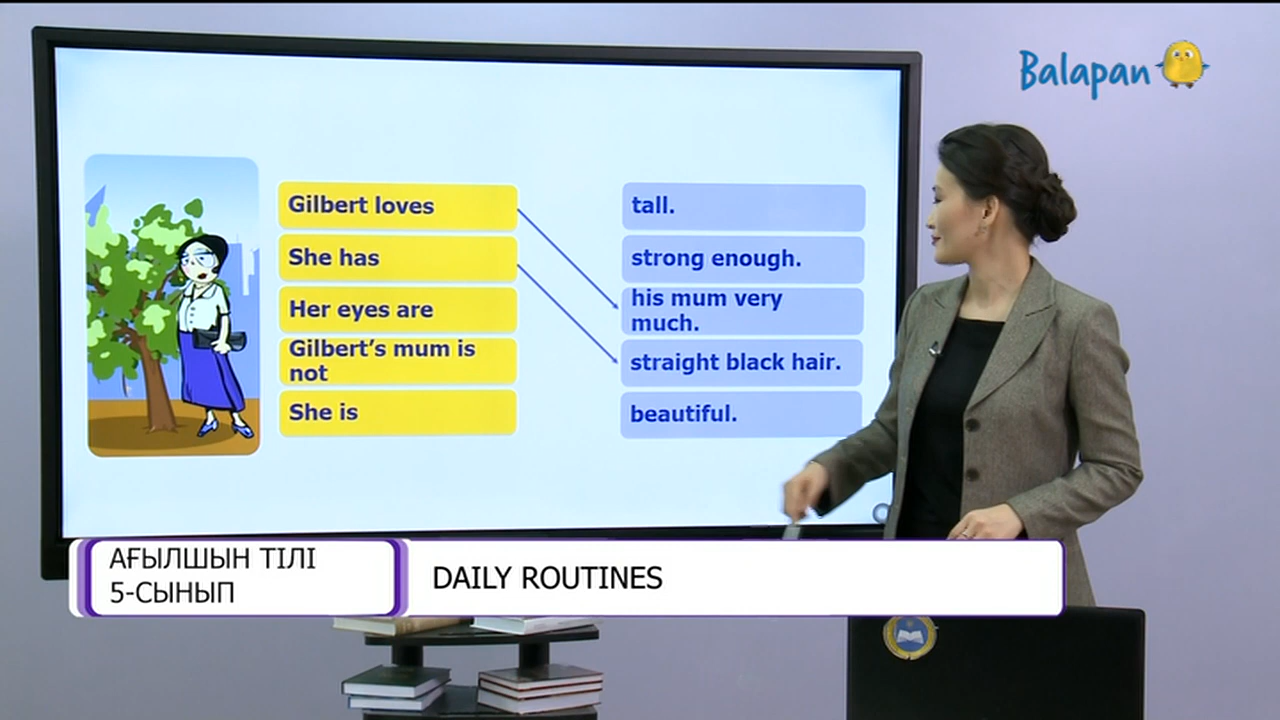 Balapan
Gilbert loves
She has
Her eyes are
Gilbert’s mum is
not
She is
tall.
strong enough.
his mum very
much.
straight black hair.
beautiful.
АҒЫЛШЫН ТІЛІ
5-СЫНЫП
DAILY ROUTINES